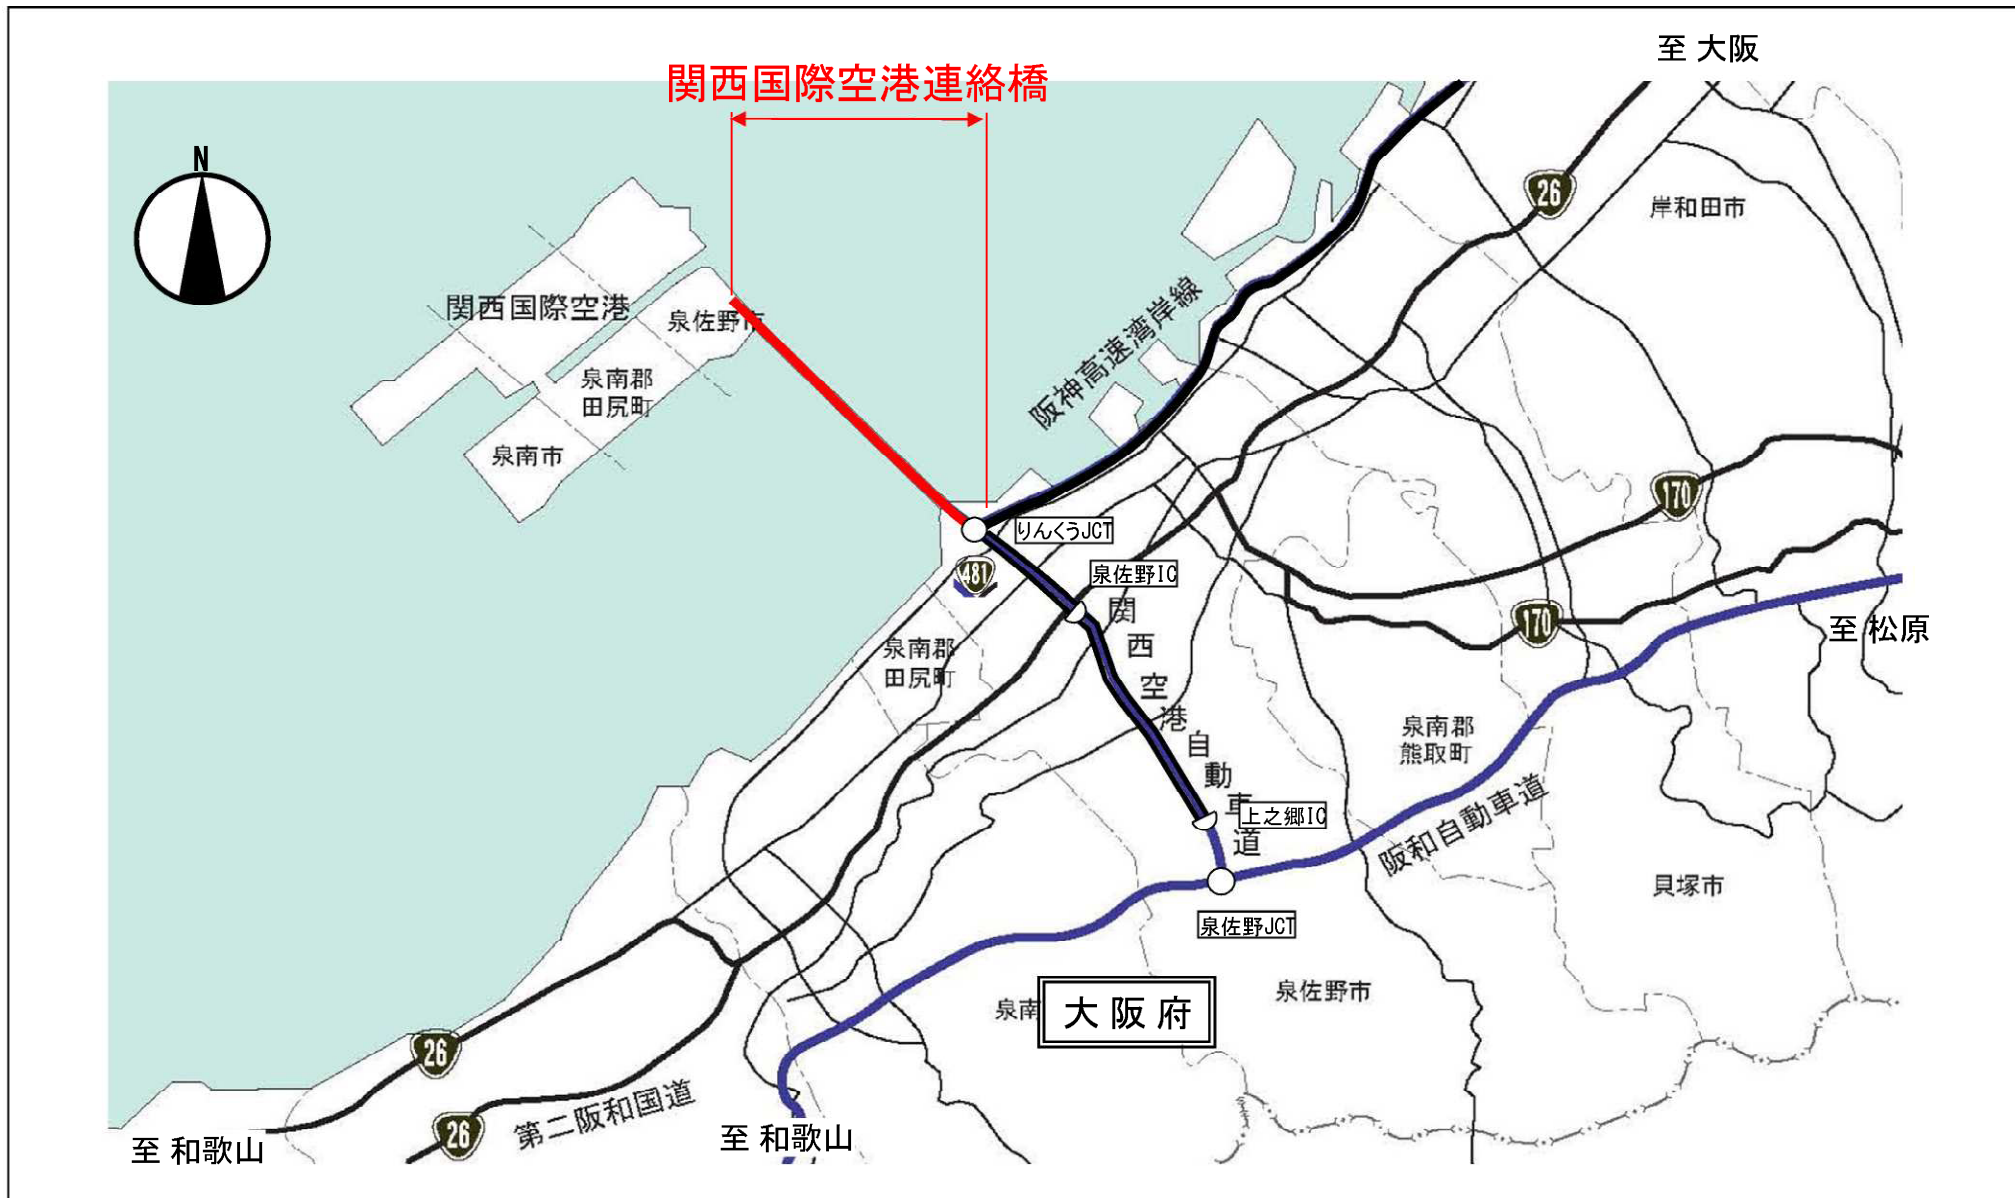 至 大阪
関西国際空港連絡橋
N
26
岸和田市
関西国際空港
泉佐野市
阪神高速湾岸線
泉南郡
田尻町
泉南市
170
りんくうJCT
481
泉佐野IC
関西空港自動車道
170
至 松原
泉南郡
田尻町
泉南郡
熊取町
上之郷IC
阪和自動車道
貝塚市
泉佐野JCT
泉佐野市
泉南
大阪府
26
第二阪和国道
26
至 和歌山
至 和歌山